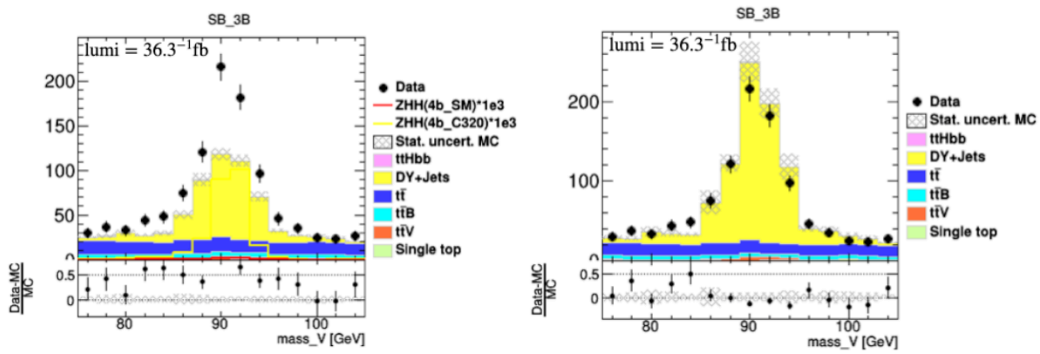 SB_3B
lumi = 36.3⁻¹fb
200
150
100
50
0
Data
ZHH(4b_SM)*1e3
ZHH(4b_C320)*1e3
Stat. uncert. MC
ttHbb
DY+Jets
tt̄
tt̄B
tt̄V
Single top
Data-MC
MC
0.5
0
80
90
100
mass_V [GeV]
SB_3B
lumi = 36.3⁻¹fb
200
100
0
Data
Stat. uncert. MC
ttHbb
DY+Jets
tt̄
tt̄B
tt̄V
Single top
Data-MC
MC
0.5
0
80
90
100
mass_V [GeV]